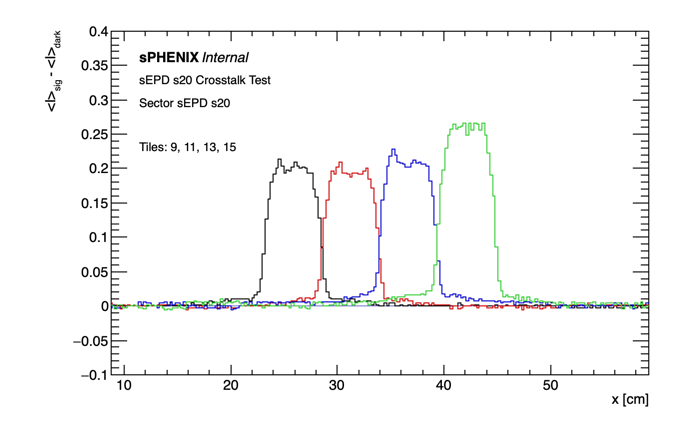 <I>sig - <I>dark
0.4
0.35
0.3
0.25
0.2
0.15
0.1
0.05
0
−0.05
−0.1
sPHENIX Internal
sEPD s20 Crosstalk Test
Sector sEPD s20
Tiles: 9, 11, 13, 15
10 20 30 40 50
x [cm]